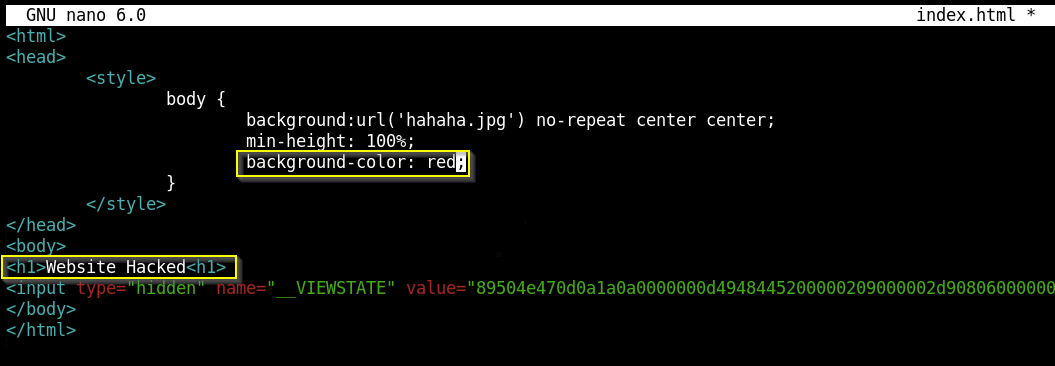 GNU nano 6.0 index.html *
<html>
<head>
<style>
body {
background:url('hahaha.jpg') no-repeat center center;
min-height: 100%;
background-color: red;
}
</style>
</head>
<body>
<h1>Website Hacked<h1>
<input type="hidden" name="__VIEWSTATE" value="89504e470d0a1a0a0000000d4948445200000209000002d90806000000
</body>
</html>